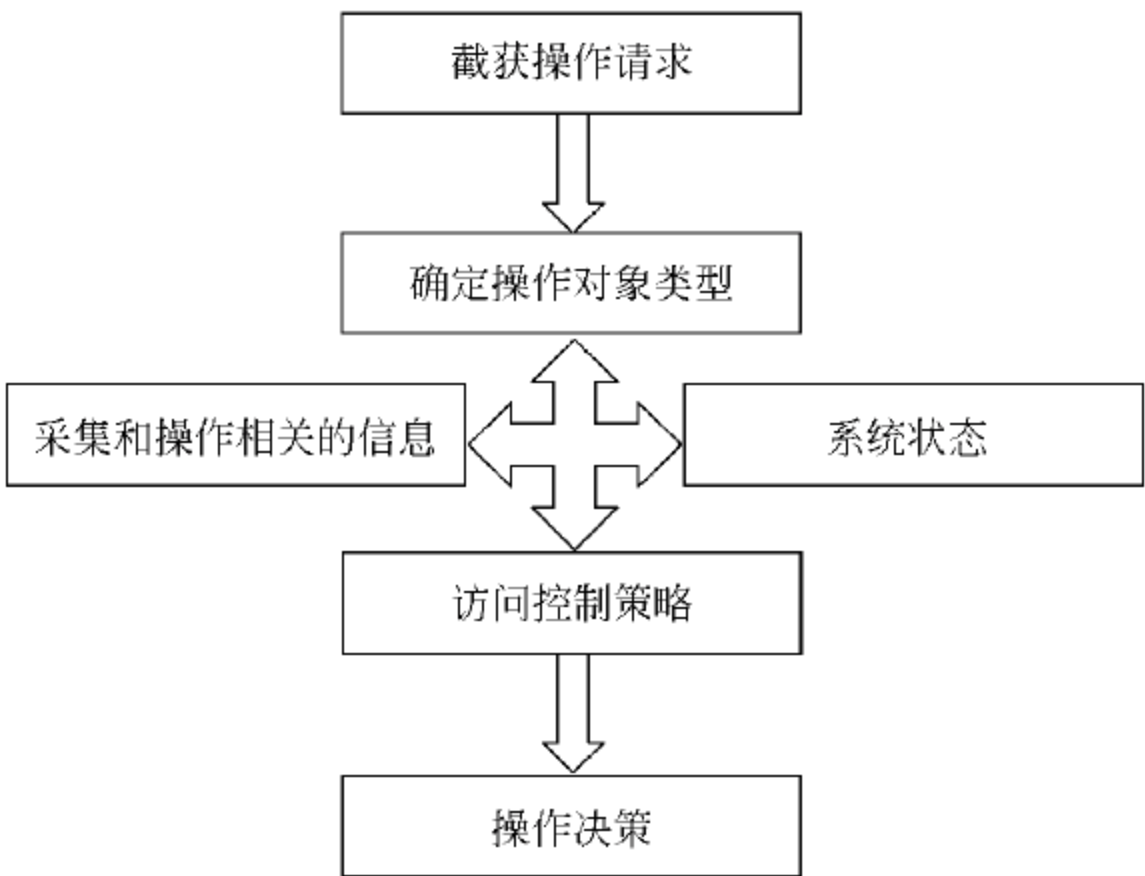 截获操作请求
确定操作对象类型
采集和操作相关的信息
系统状态
访问控制策略
操作决策